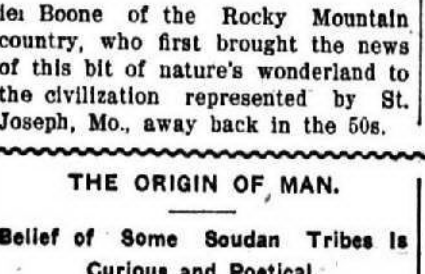 iel Boone of the Rocky Mountain
country, who first brought the news
of this bit of nature's wonderland to
the civilization represented by St.
Joseph, Mo., away back in the 50s.
THE ORIGIN OF MAN.
Belief of Some Soudan Tribes Is
Curious and Poetical